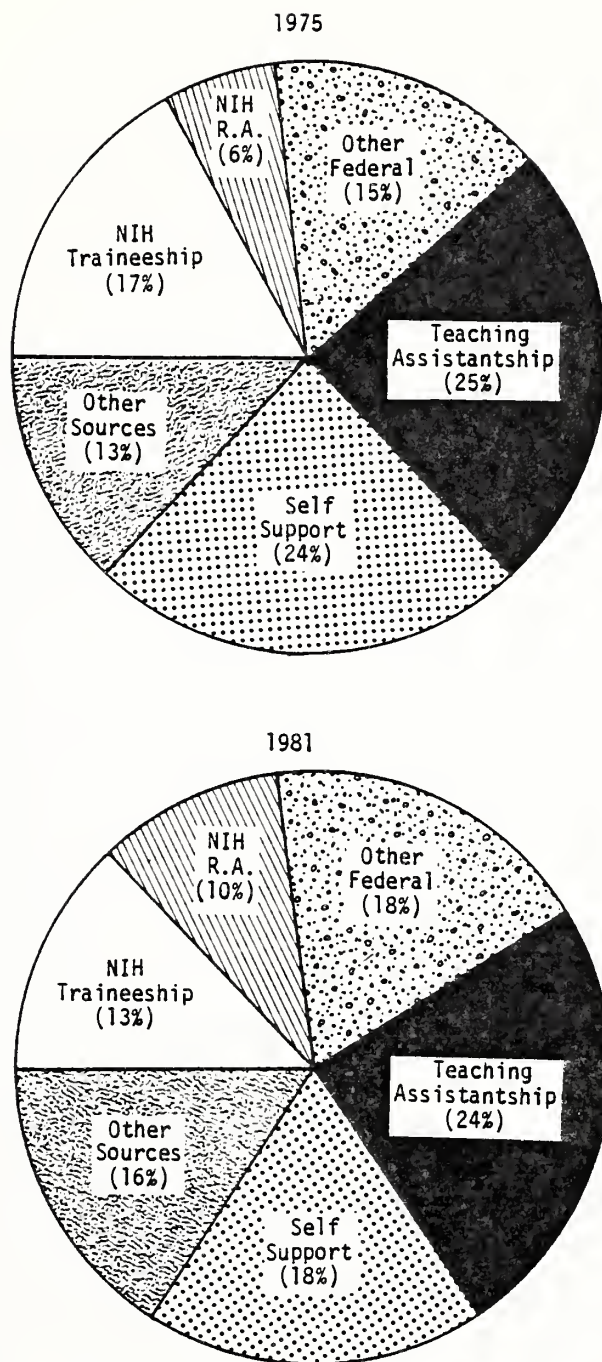 1975
NIH
R.A.
(6%)
Other
Federal
(15%)
NIH
Traineeship
(17%)
Teaching
Assistantship
(25%)
Other
Sources
(13%)
Self
Support
(24%)
1981
NIH
R.A.
(10%)
Other
Federal
(18%)
NIH
Traineeship
(13%)
Teaching
Assistantship
(24%)
Other
Sources
(16%)
Self
Support
(18%)